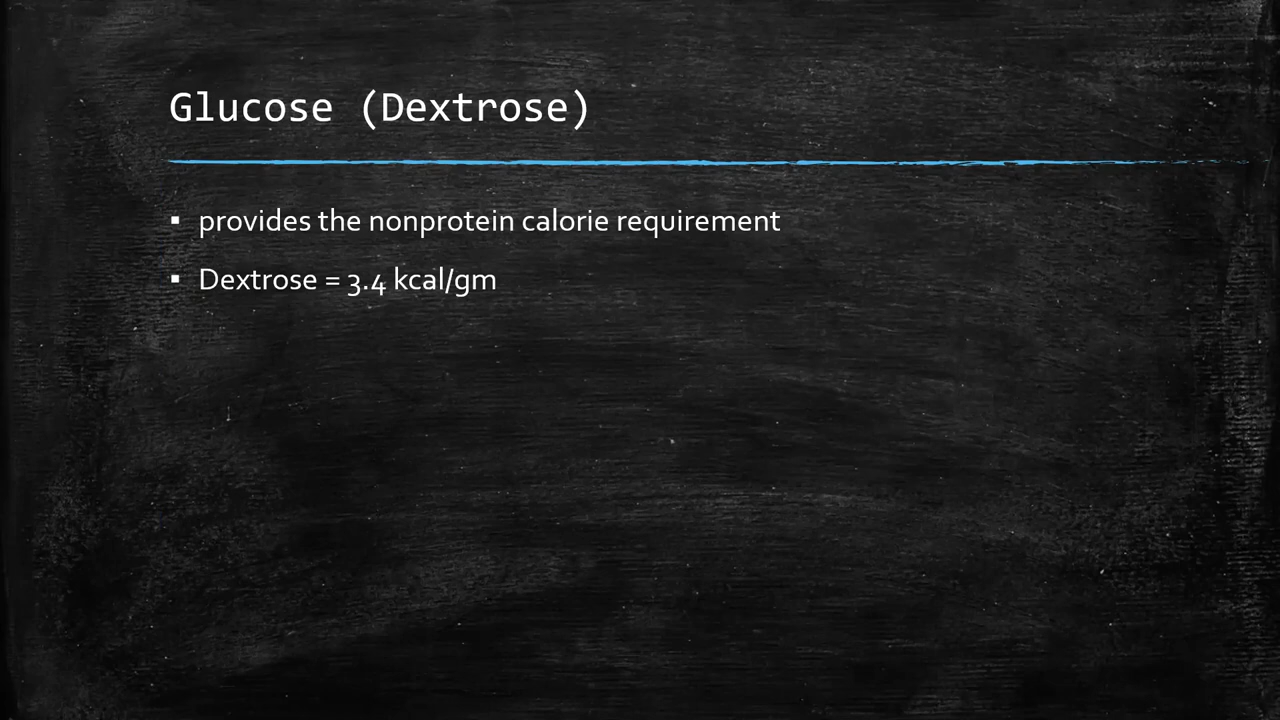 Glucose (Dextrose)
▪ provides the nonprotein calorie requirement
▪ Dextrose = 3.4 kcal/gm